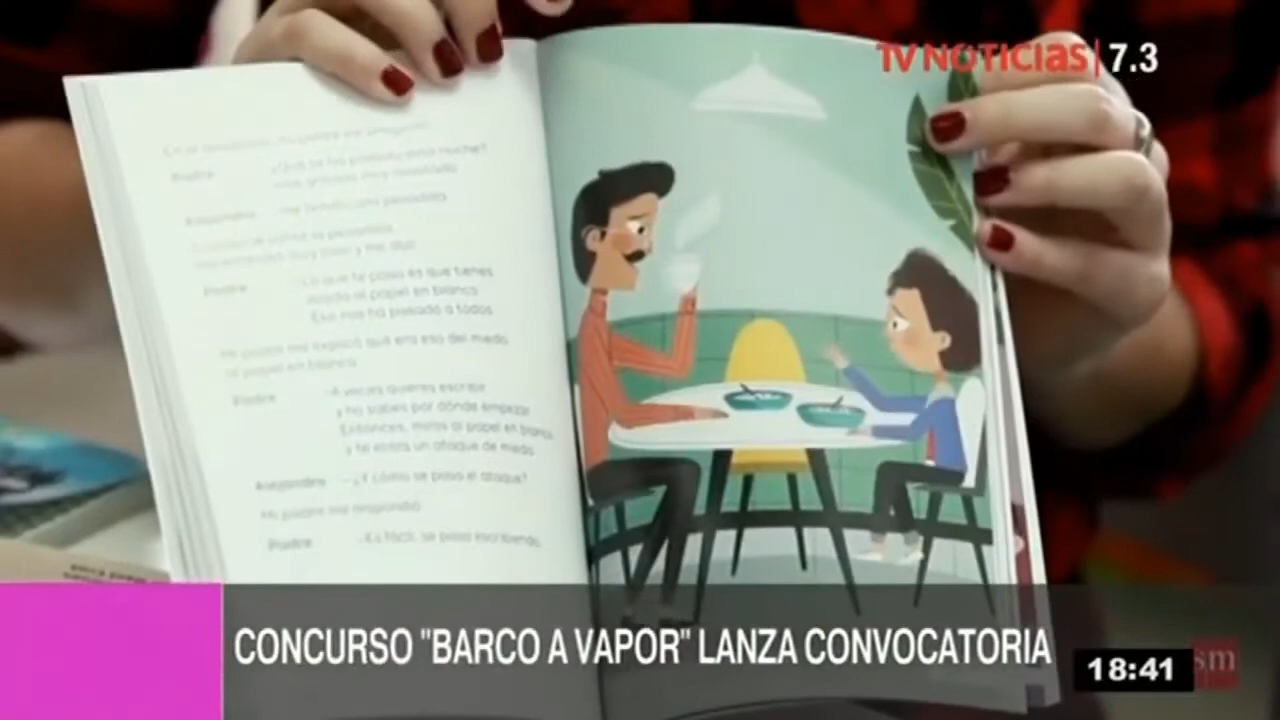 TV NOTICIAS | 7.3
Padre ¿Qué te ha pasado esta noche?
Padre -Lo que te pasa es que tienes
miedo al papel en blanco
Eso nos ha pasado a todos
Mi padre me explicó qué era eso del miedo
al papel en blanco
Padre -A veces quieres escribir
y no sabes por dónde empezar
Entonces, miras al papel en blanco
y te entra un ataque de miedo
Alejandro -¿Y cómo se pasa el ataque?
Mi padre me respondió
Padre -Es fácil, se pasa escribiendo.
CONCURSO "BARCO A VAPOR" LANZA CONVOCATORIA
18:41
sm